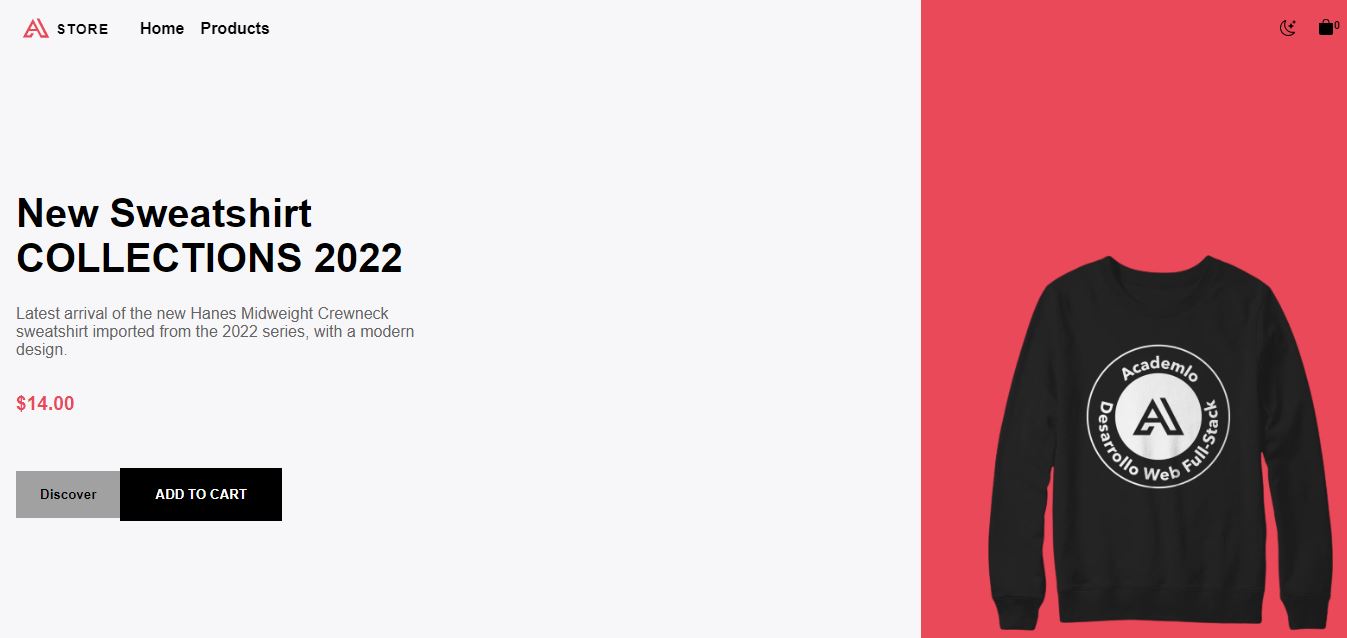 STORE
Home
Products
0
New Sweatshirt
COLLECTIONS 2022
Latest arrival of the new Hanes Midweight Crewneck
sweatshirt imported from the 2022 series, with a modern
design.
$14.00
Discover
ADD TO CART
Academlo
Desarrollo Web Full-Stack